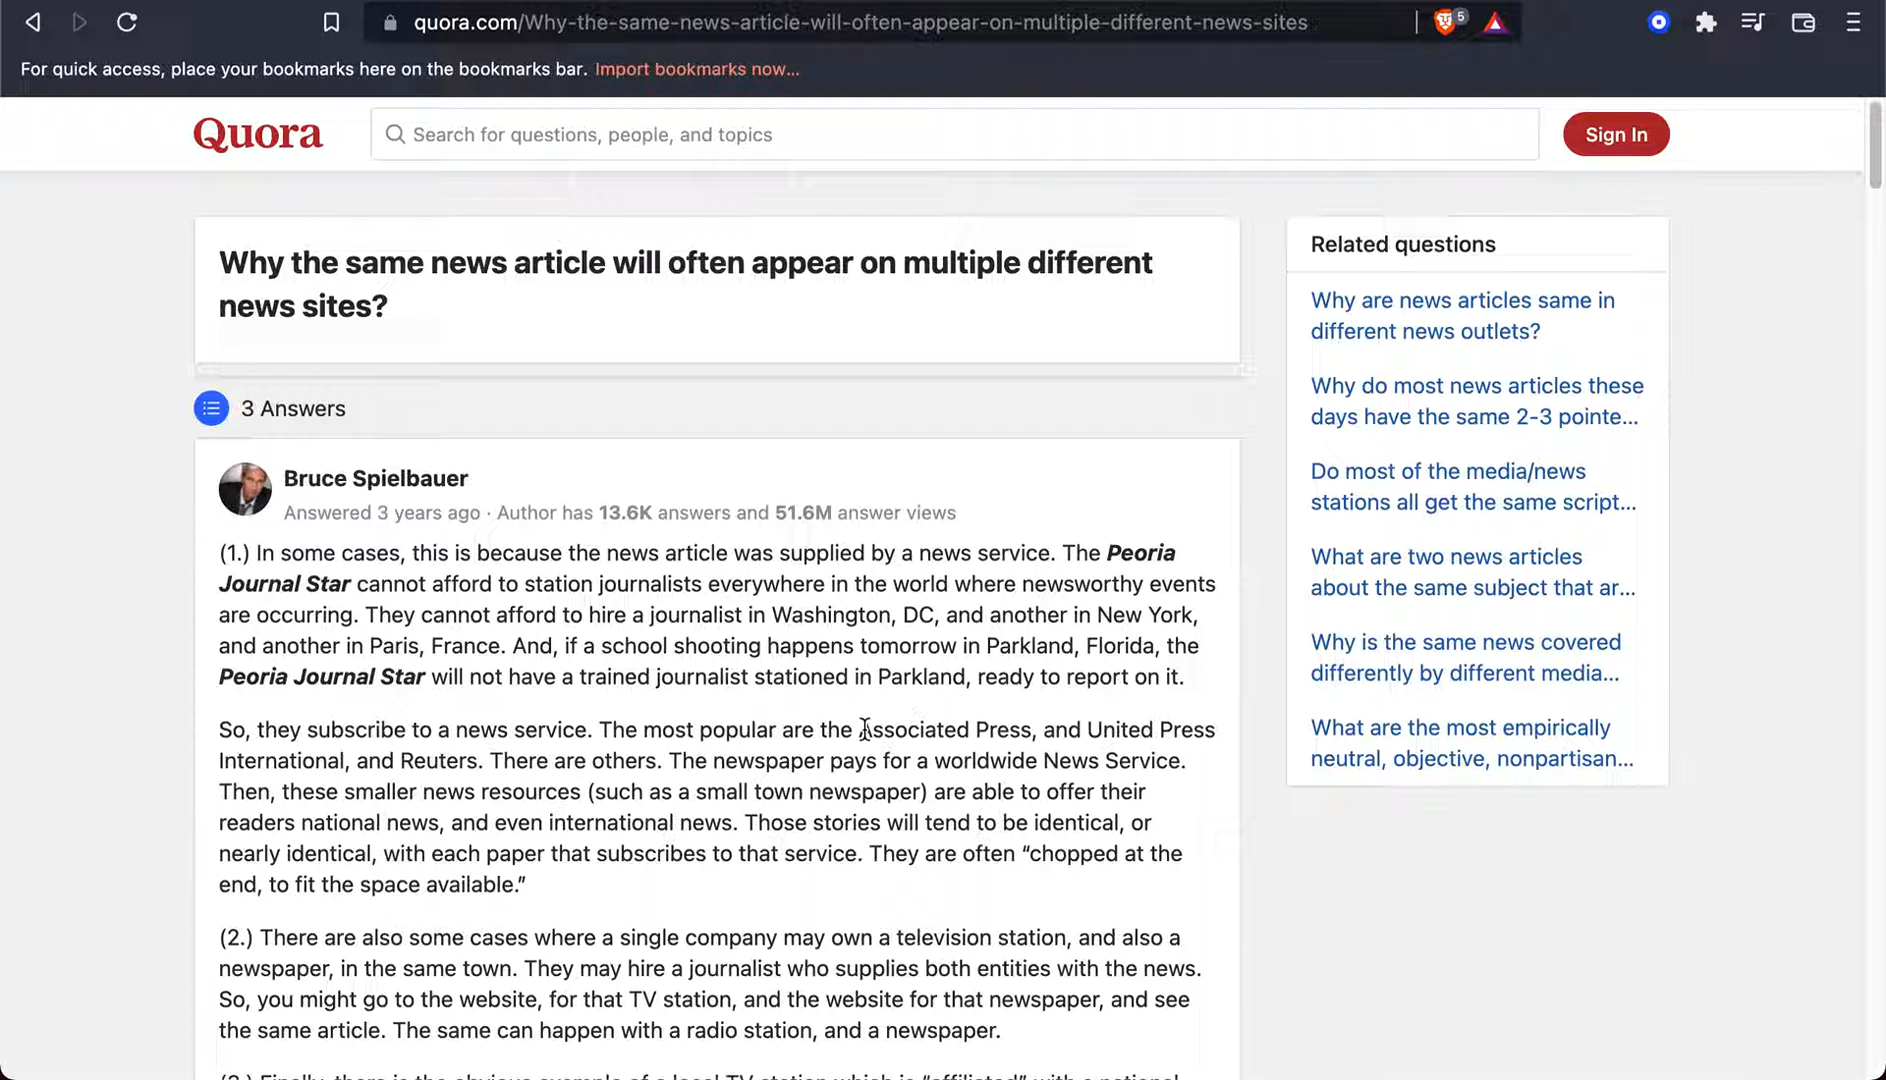 quora.com/Why-the-same-news-article-will-often-appear-on-multiple-different-news-sites
5
For quick access, place your bookmarks here on the bookmarks bar. Import bookmarks now...
Quora
Search for questions, people, and topics
Sign In
Why the same news article will often appear on multiple different
news sites?
3 Answers
Bruce Spielbauer
Answered 3 years ago · Author has 13.6K answers and 51.6M answer views
(1.) In some cases, this is because the news article was supplied by a news service. The Peoria
Journal Star cannot afford to station journalists everywhere in the world where newsworthy events
are occurring. They cannot afford to hire a journalist in Washington, DC, and another in New York,
and another in Paris, France. And, if a school shooting happens tomorrow in Parkland, Florida, the
Peoria Journal Star will not have a trained journalist stationed in Parkland, ready to report on it.
So, they subscribe to a news service. The most popular are the Associated Press, and United Press
International, and Reuters. There are others. The newspaper pays for a worldwide News Service.
Then, these smaller news resources (such as a small town newspaper) are able to offer their
readers national news, and even international news. Those stories will tend to be identical, or
nearly identical, with each paper that subscribes to that service. They are often “chopped at the
end, to fit the space available.”
(2.) There are also some cases where a single company may own a television station, and also a
newspaper, in the same town. They may hire a journalist who supplies both entities with the news.
So, you might go to the website, for that TV station, and the website for that newspaper, and see
the same article. The same can happen with a radio station, and a newspaper.
(3.) Finally, there is the obvious example of a local TV station which is “affiliated” with a national
Related questions
Why are news articles same in
different news outlets?
Why do most news articles these
days have the same 2-3 pointe...
Do most of the media/news
stations all get the same script...
What are two news articles
about the same subject that ar...
Why is the same news covered
differently by different media...
What are the most empirically
neutral, objective, nonpartisan...